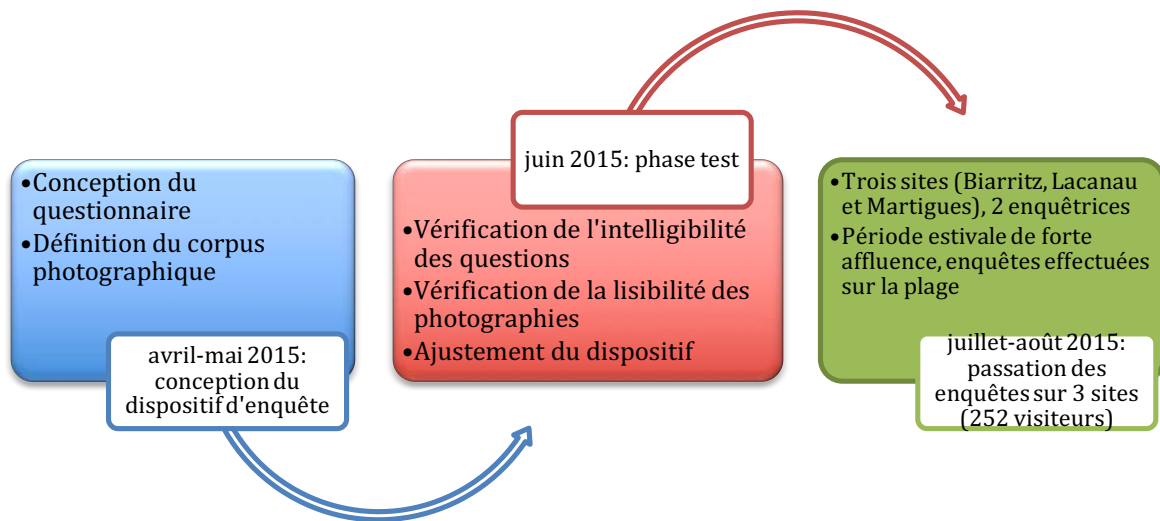 •Conception du
questionnaire
•Définition du corpus
photographique
avril-mai 2015:
conception du
dispositif d'enquête
juin 2015: phase test
•Vérification de l'intelligibilité
des questions
•Vérification de la lisibilité des
photographies
•Ajustement du dispositif
•Trois sites (Biarritz, Lacanau
et Martigues), 2 enquêtrices
•Période estivale de forte
affluence, enquêtes effectuées
sur la plage
juillet-août 2015:
passation des
enquêtes sur 3 sites
(252 visiteurs)